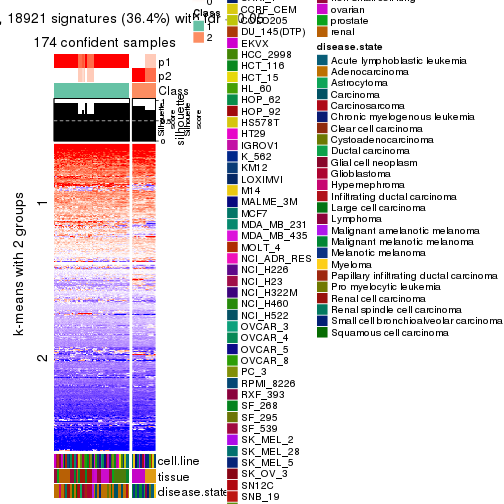 , 18921 signatures (36.4%) with fdr < 0.05
174 confident samples
p1
p2
Class
1
0.5
0
silhouette
score
k-means with 2 groups
1
2
cell.line
tissue
disease.state
0
Class
1
2
CCRF_CEM
COLO205
DU_145(DTP)
EKVX
HCC_2998
HCT_116
HCT_15
HL_60
HOP_62
HOP_92
HS578T
HT29
IGROV1
K_562
KM12
LOXIMVI
M14
MALME_3M
MCF7
MDA_MB_231
MDA_MB_435
MOLT_4
NCI_ADR_RES
NCI_H226
NCI_H23
NCI_H322M
NCI_H460
NCI_H522
OVCAR_3
OVCAR_4
OVCAR_5
OVCAR_8
PC_3
RPMI_8226
RXF_393
SF_268
SF_295
SF_539
SK_MEL_2
SK_MEL_28
SK_MEL_5
SK_OV_3
SN12C
SNB_19
ovarian
prostate
renal
disease.state
Acute lymphoblastic leukemia
Adenocarcinoma
Astrocytoma
Carcinoma
Carcinosarcoma
Chronic myelogenous leukemia
Clear cell carcinoma
Cystoadenocarcinoma
Ductal carcinoma
Glial cell neoplasm
Glioblastoma
Hypernephroma
Infiltrating ductal carcinoma
Large cell carcinoma
Lymphoma
Malignant amelanotic melanoma
Malignant melanotic melanoma
Melanotic melanoma
Myeloma
Papillary infiltrating ductal carcinoma
Pro myelocytic leukemia
Renal cell carcinoma
Renal spindle cell carcinoma
Small cell bronchioalveolar carcinoma
Squamous cell carcinoma